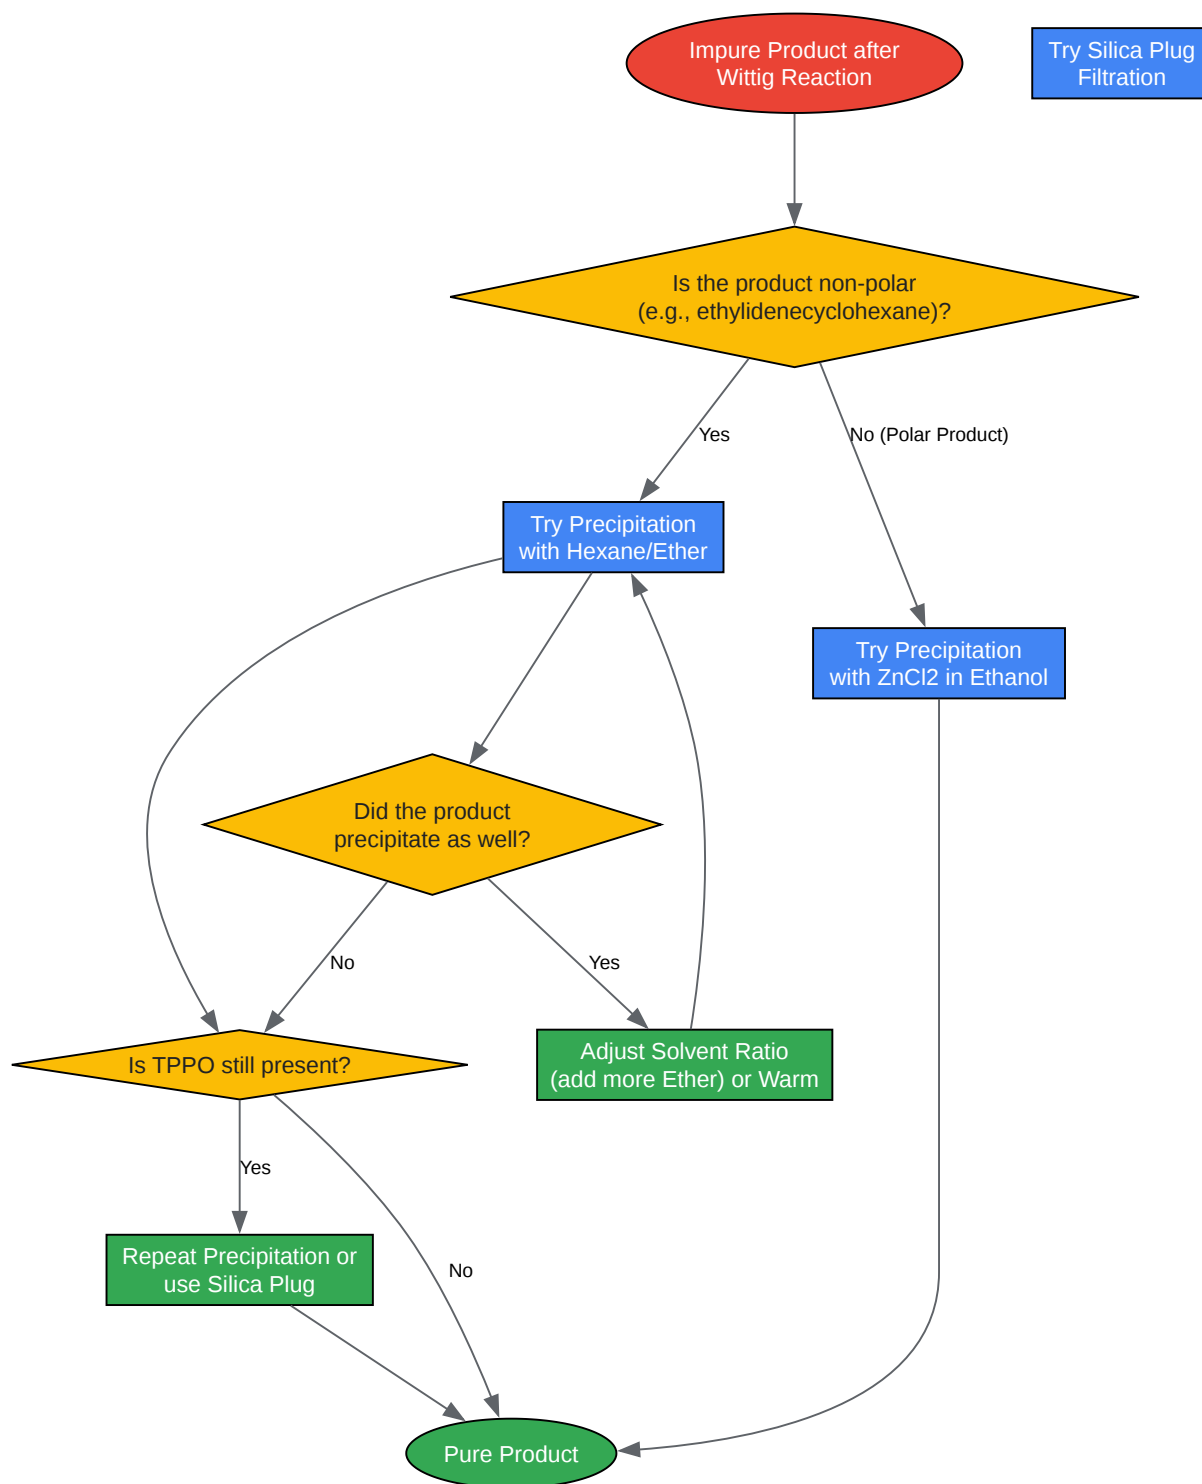 Impure Product after
Wittig Reaction
Try Silica Plug
Filtration
Is the product non-polar
(e.g., ethylidenecyclohexane)?
Yes
No (Polar Product)
Try Precipitation
with Hexane/Ether
Try Precipitation
with ZnCl2 in Ethanol
Did the product
precipitate as well?
No
Yes
Is TPPO still present?
Adjust Solvent Ratio
(add more Ether) or Warm
Yes
Repeat Precipitation or
use Silica Plug
No
Pure Product